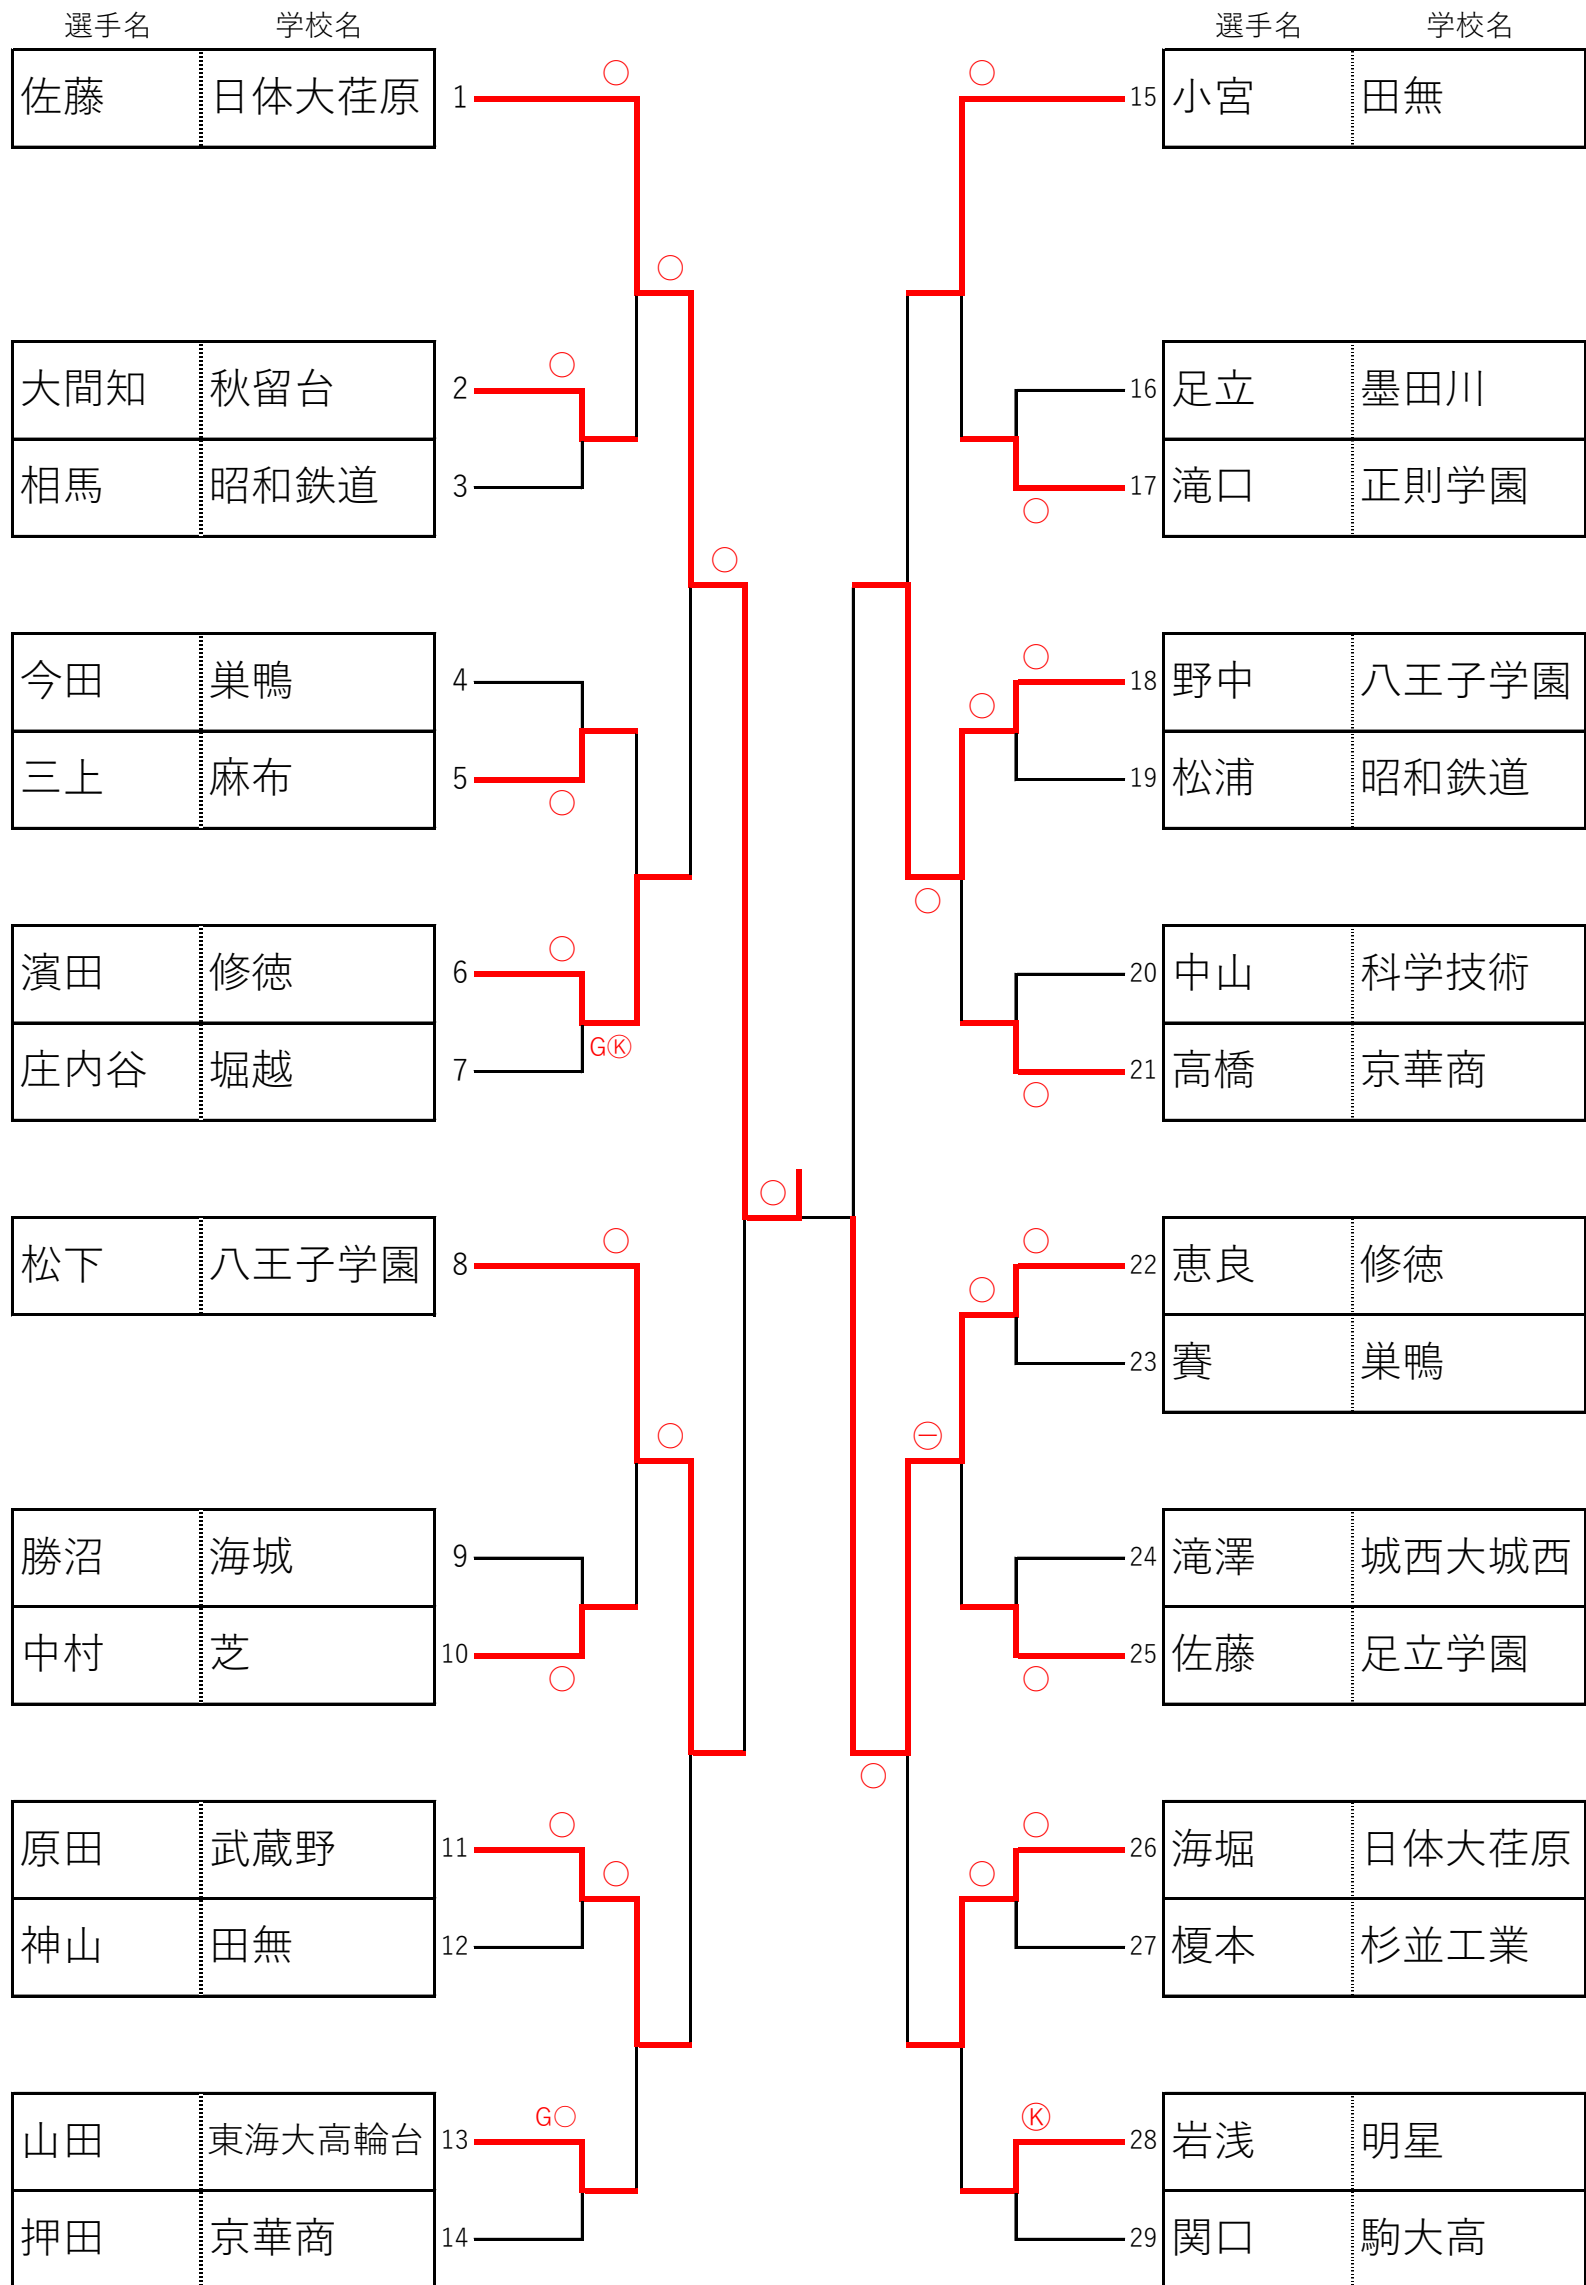 選手名 学校名
佐藤 日体大荏原 1
大間知 秋留台 2
相馬 昭和鉄道 3
今田 巣鴨 4
三上 麻布 5
濱田 修徳 6
庄内谷 堀越 7
GⓀ
松下 八王子学園 8
勝沼 海城 9
中村 芝 10
原田 武蔵野 11
神山 田無 12
G○
山田 東海大高輪台 13
押田 京華商 14
選手名 学校名
15 小宮 田無
16 足立 墨田川
17 滝口 正則学園
18 野中 八王子学園
19 松浦 昭和鉄道
20 中山 科学技術
21 高橋 京華商
22 恵良 修徳
23 賽 巣鴨
㊀
24 滝澤 城西大城西
25 佐藤 足立学園
26 海堀 日体大荏原
27 榎本 杉並工業
Ⓚ
28 岩浅 明星
29 関口 駒大高